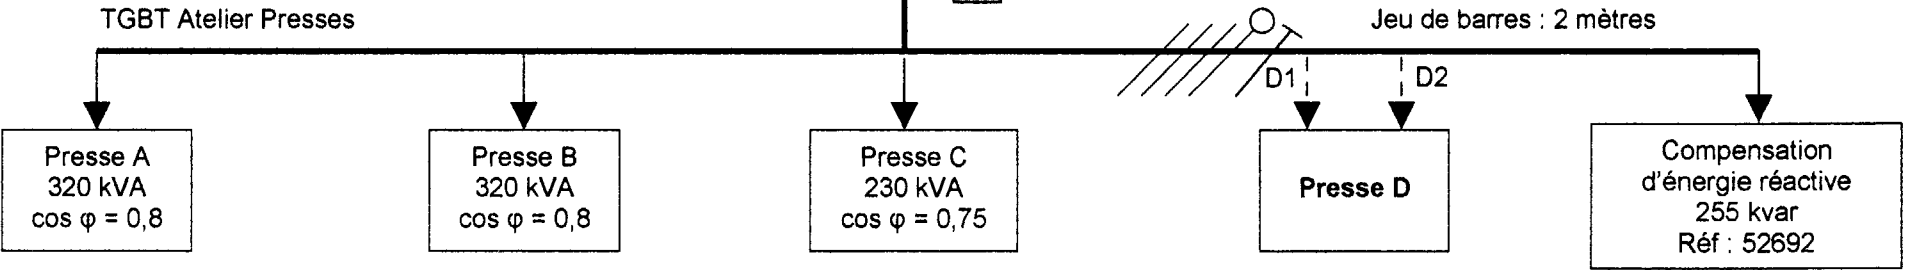 TGBT Atelier Presses
Jeu de barres : 2 mètres
D1
D2
Presse A
320 kVA
cos φ = 0,8
Presse B
320 kVA
cos φ = 0,8
Presse C
230 kVA
cos φ = 0,75
Presse D
Compensation
d'énergie réactive
255 kvar
Réf : 52692